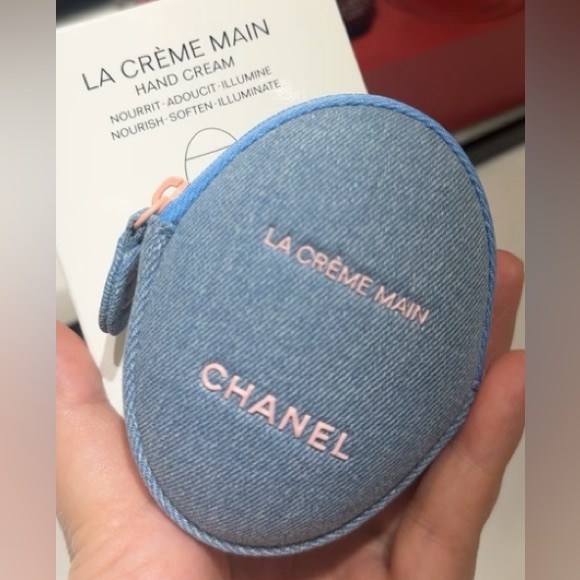 LA CRÈME MAIN
HAND CREAM
NOURRIT·ADOUCIT·ILLUMINE
NOURISH·SOFTEN·ILLUMINATE
LA CRÈME MAIN
CHANEL